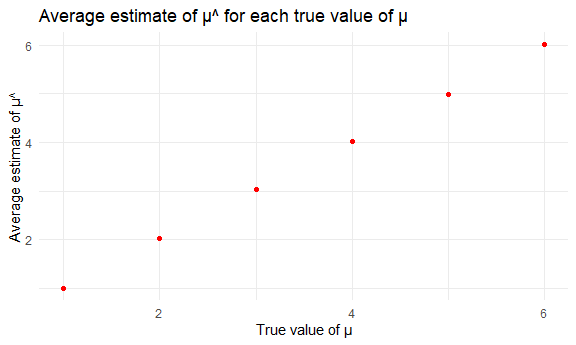 Average estimate of µ^ for each true value of µ
Average estimate of µ^
6
4
2
2
4
6
True value of µ